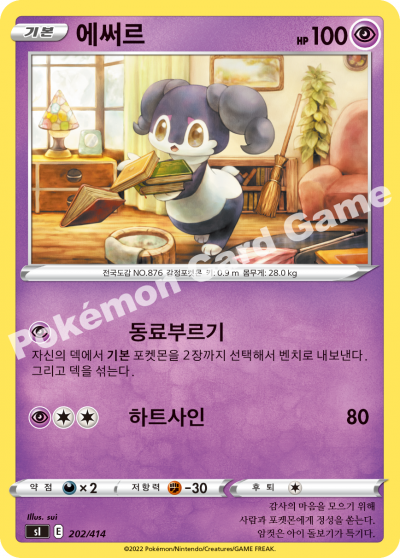 기본 에써르 HP 100
전국도감 NO.876 감정포켓몬 키: 0.9 m 몸무게: 28.0 kg
Pokémon Card Game
동료부르기
자신의 덱에서 기본 포켓몬을 2장까지 선택해서 벤치로 내보낸다.
그리고 덱을 섞는다.
하트사인 80
약점 ×2 저항력 -30 후퇴
Illus. sui
sI E 202/414
감사의 마음을 모으기 위해
사람과 포켓몬에게 정성을 쏟는다.
암컷은 아이 돌보기가 특기다.
©2022 Pokémon/Nintendo/Creatures/GAME FREAK.